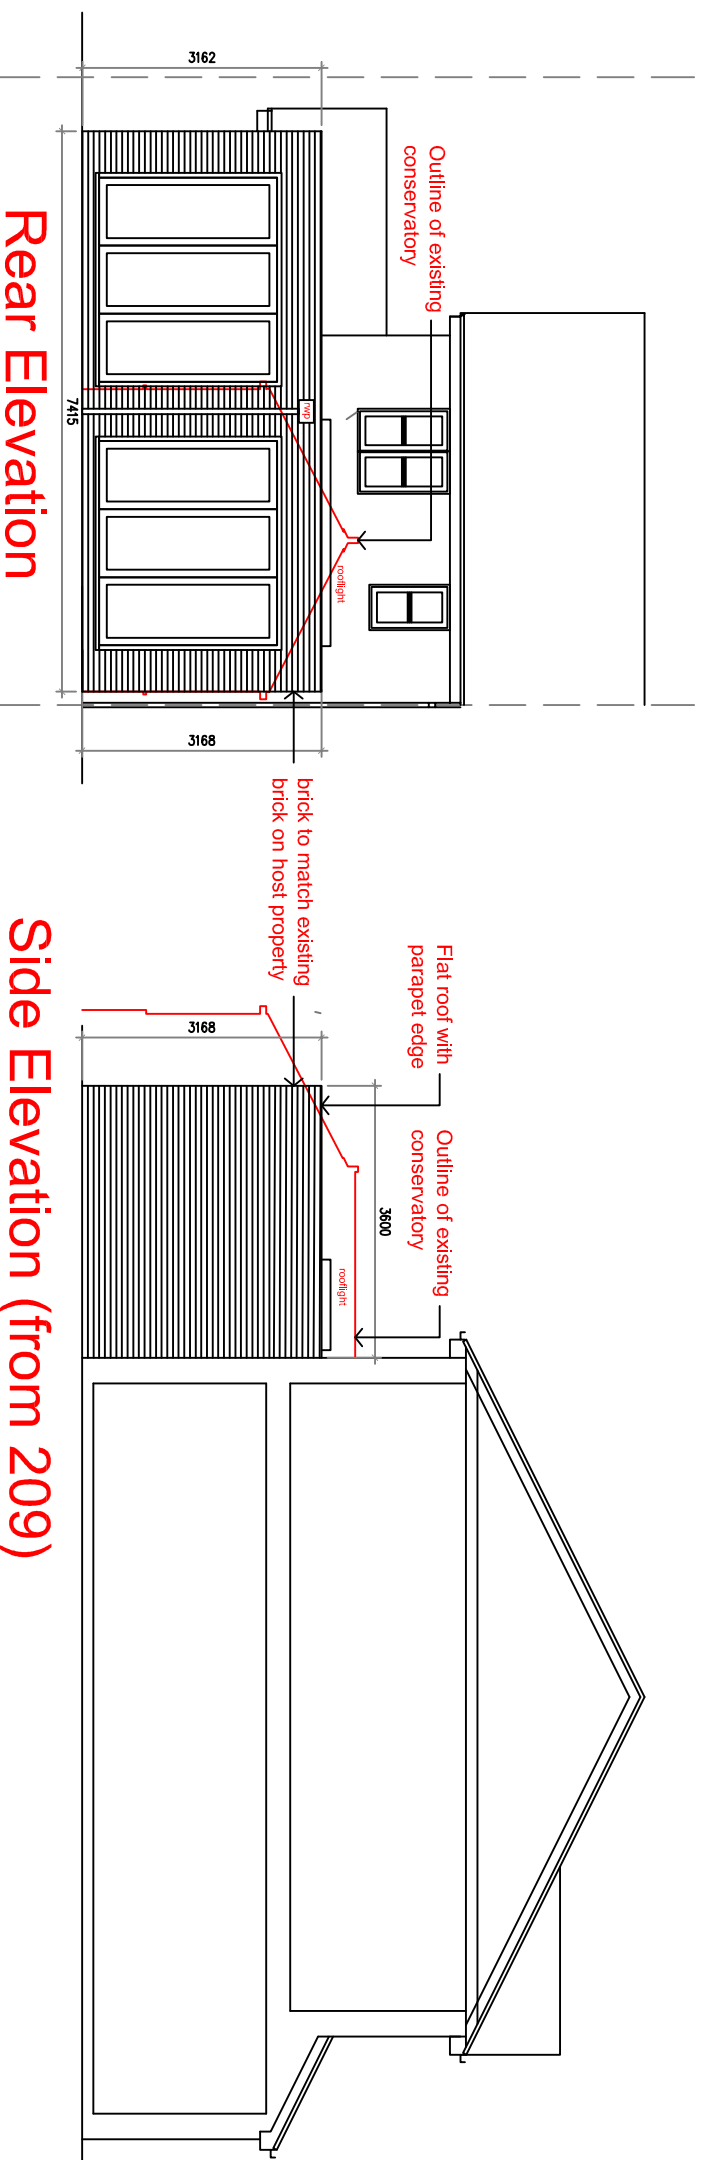 3162
Outline of existing
conservatory
rwp
rooflight
7415
3168
Rear Elevation
brick to match existing
brick on host property
Flat roof with
parapet edge
Outline of existing
conservatory
3168
3600
rooflight
Side Elevation (from 209)